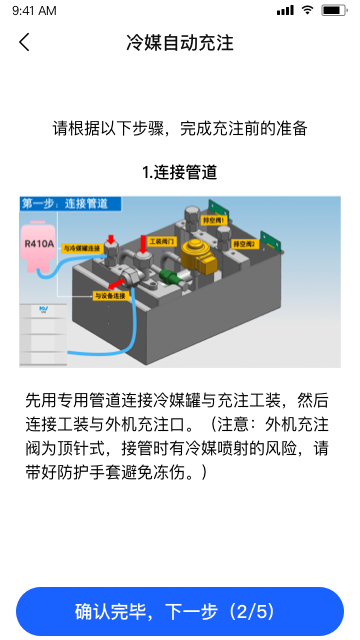 9:41 AM
冷媒自动充注
请根据以下步骤，完成充注前的准备
1.连接管道
第一步：连接管道
排空阀1
R410A
工装阀门
排空阀2
与冷媒罐连接
与设备连接
先用专用管道连接冷媒罐与充注工装，然后
连接工装与外机充注口。（注意：外机充注
阀为顶针式，接管时有冷媒喷射的风险，请
带好防护手套避免冻伤。）
确认完毕，下一步（2/5）